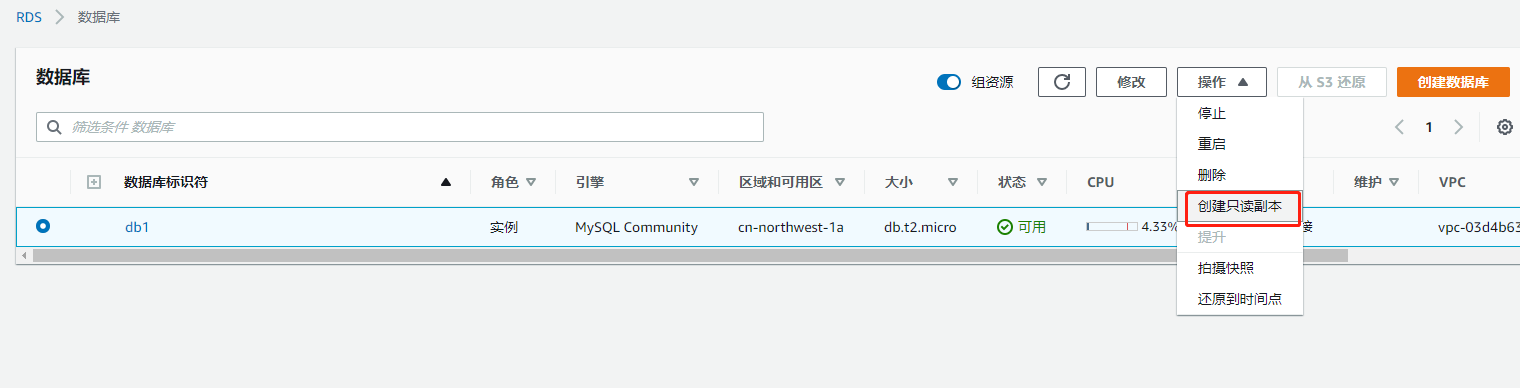 RDS > 数据库
数据库
组资源
修改
操作
从 S3 还原
创建数据库
筛选条件 数据库
1
停止
重启
删除
创建只读副本
提升
拍摄快照
还原到时间点
数据库标识符 角色 引擎 区域和可用区 大小 状态 CPU 维护 VPC
db1 实例 MySQL Community cn-northwest-1a db.t2.micro 可用 4.33% 接 vpc-03d4b63